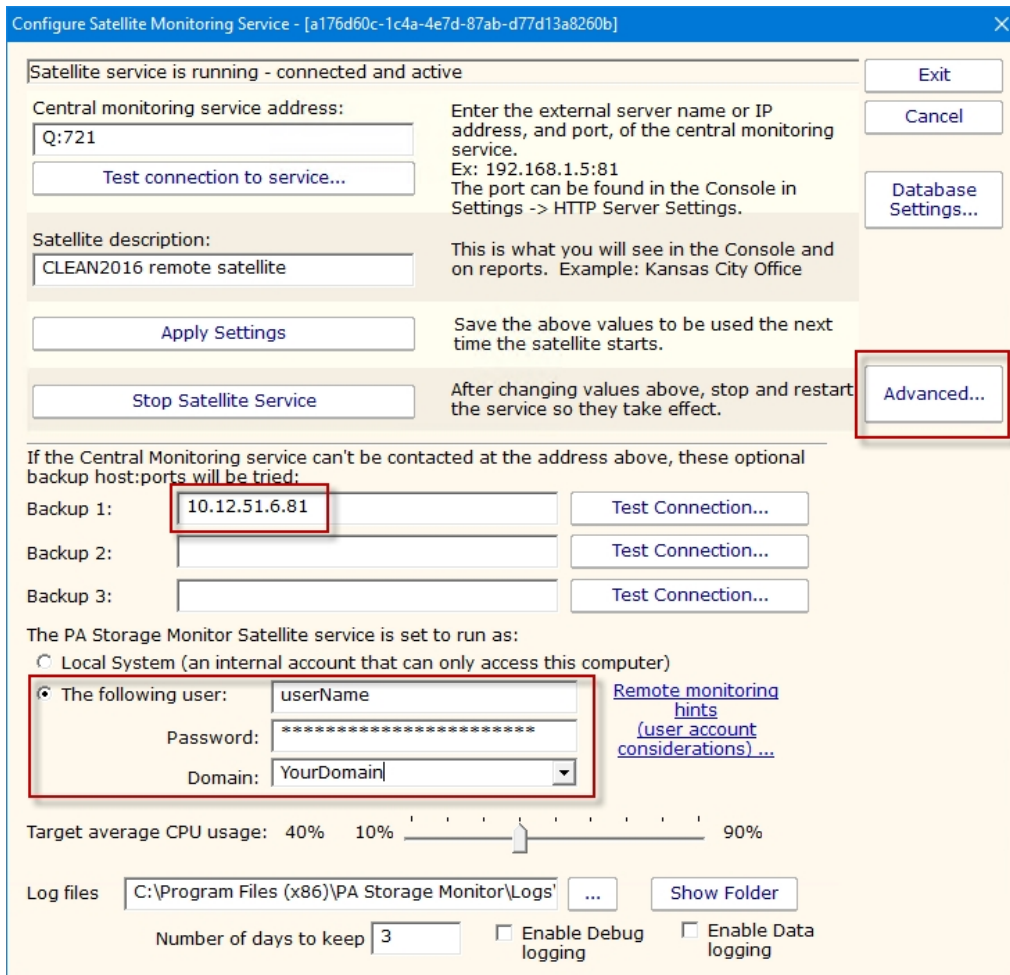 Configure Satellite Monitoring Service - [a176d60c-1c4a-4e7d-87ab-d77d13a8260b]
Satellite service is running - connected and active
Exit
Central monitoring service address:
Q:721
Test connection to service...
Enter the external server name or IP
address, and port, of the central monitoring
service.
Ex: 192.168.1.5:81
The port can be found in the Console in
Settings -> HTTP Server Settings.
Cancel
Database
Settings...
Satellite description:
CLEAN2016 remote satellite
This is what you will see in the Console and
on reports. Example: Kansas City Office
Apply Settings
Save the above values to be used the next
time the satellite starts.
Stop Satellite Service
After changing values above, stop and restart
the service so they take effect.
Advanced...
If the Central Monitoring service can't be contacted at the address above, these optional
backup host:ports will be tried:
Backup 1:
10.12.51.6.81
Test Connection...
Backup 2:
Test Connection...
Backup 3:
Test Connection...
The PA Storage Monitor Satellite service is set to run as:
Local System (an internal account that can only access this computer)
The following user:
userName
Password:
***********************
Domain:
YourDomain
Remote monitoring
hints
(user account
considerations) ...
Target average CPU usage: 40% 10% 90%
Log files
C:\Program Files (x86)\PA Storage Monitor\Logs\
...
Show Folder
Number of days to keep
3
Enable Debug
logging
Enable Data
logging